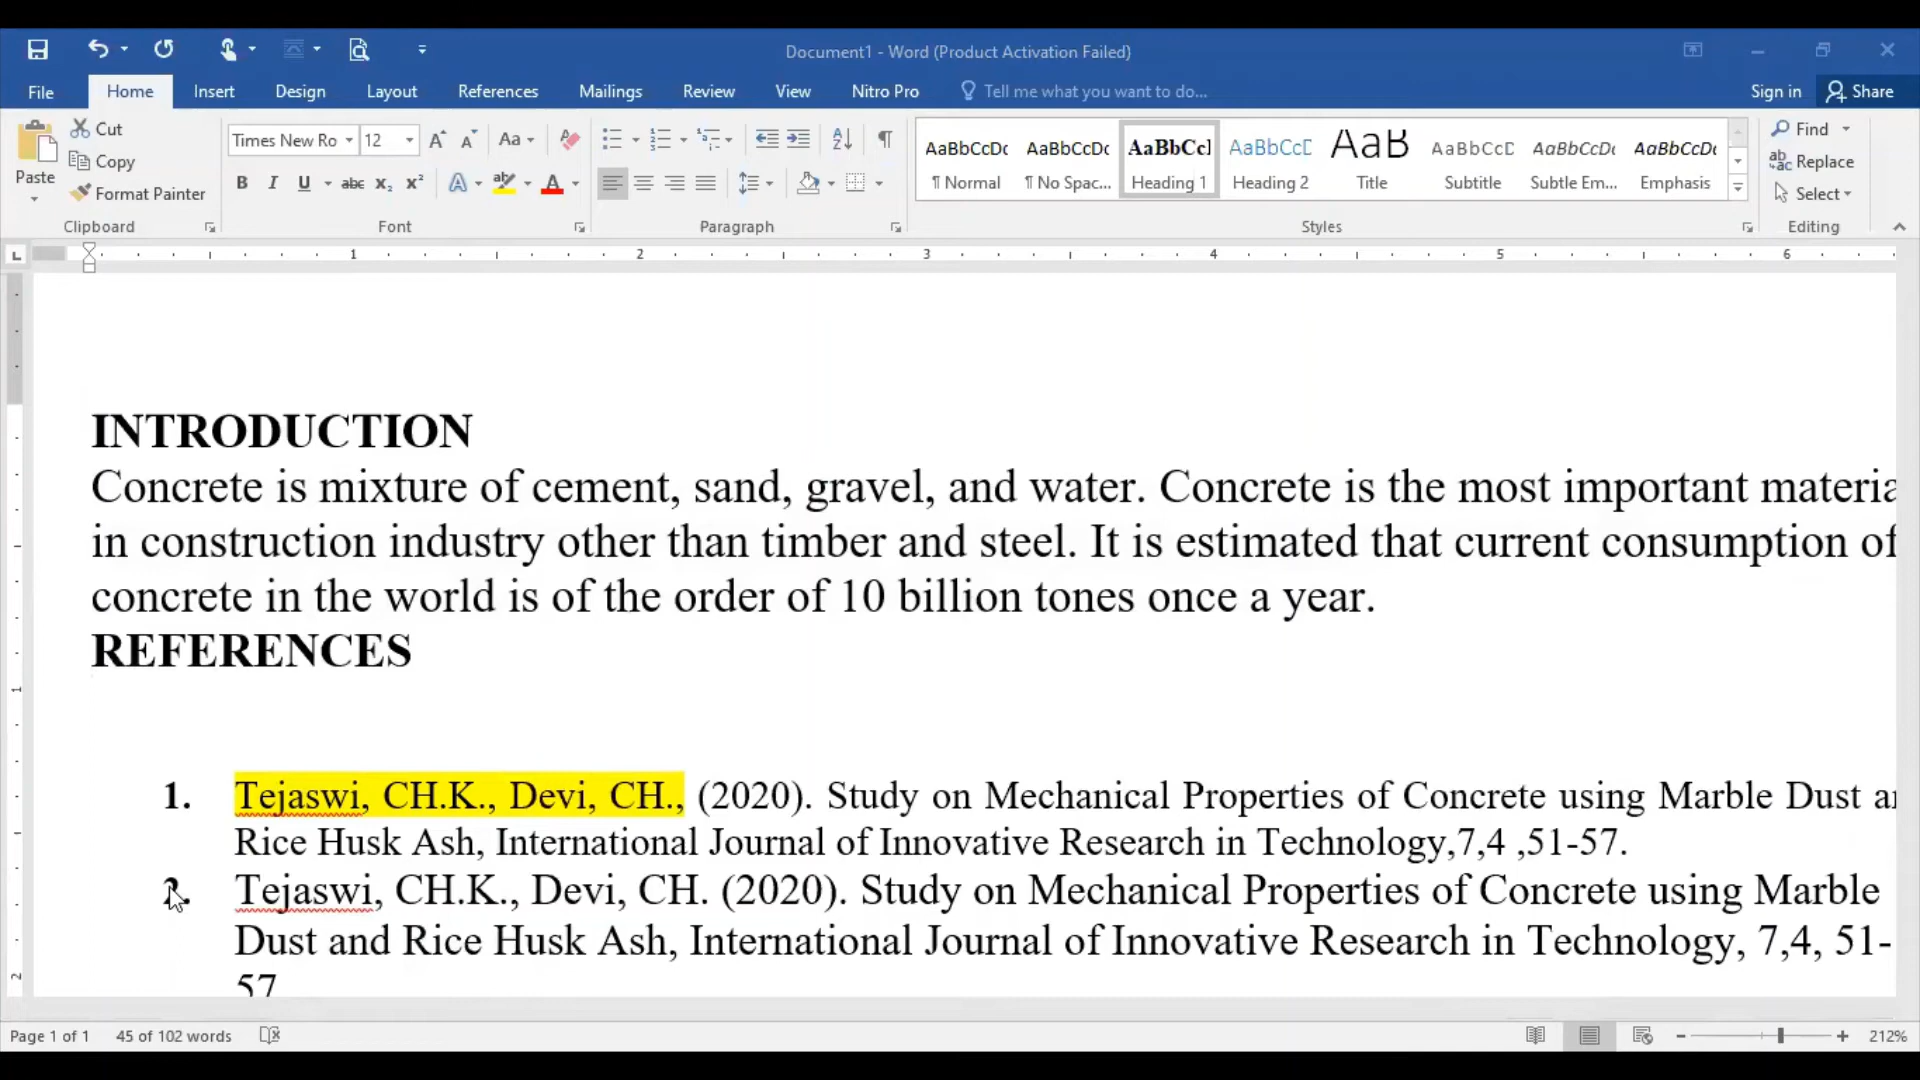 Document1 - Word (Product Activation Failed)
File Home Insert Design Layout References Mailings Review View Nitro Pro Tell me what you want to do... Sign in Share
Paste
Cut
Copy
Format Painter
Clipboard
Times New Ro 12
Font
Paragraph
AaBbCcDc AaBbCcDc AaBbCcI AaBbCcD AaB AaBbCcD AaBbCcDc AaBbCcDc
¶ Normal ¶ No Spac... Heading 1 Heading 2 Title Subtitle Subtle Em... Emphasis
Styles
Find
Replace
Select
Editing
1 2 3 4 5 6
INTRODUCTION
Concrete is mixture of cement, sand, gravel, and water. Concrete is the most important materia
in construction industry other than timber and steel. It is estimated that current consumption of
concrete in the world is of the order of 10 billion tones once a year.
REFERENCES
1. Tejaswi, CH.K., Devi, CH., (2020). Study on Mechanical Properties of Concrete using Marble Dust a
Rice Husk Ash, International Journal of Innovative Research in Technology,7,4 ,51-57.
2. Tejaswi, CH.K., Devi, CH. (2020). Study on Mechanical Properties of Concrete using Marble
Dust and Rice Husk Ash, International Journal of Innovative Research in Technology, 7,4, 51-
57
Page 1 of 1 45 of 102 words 212%